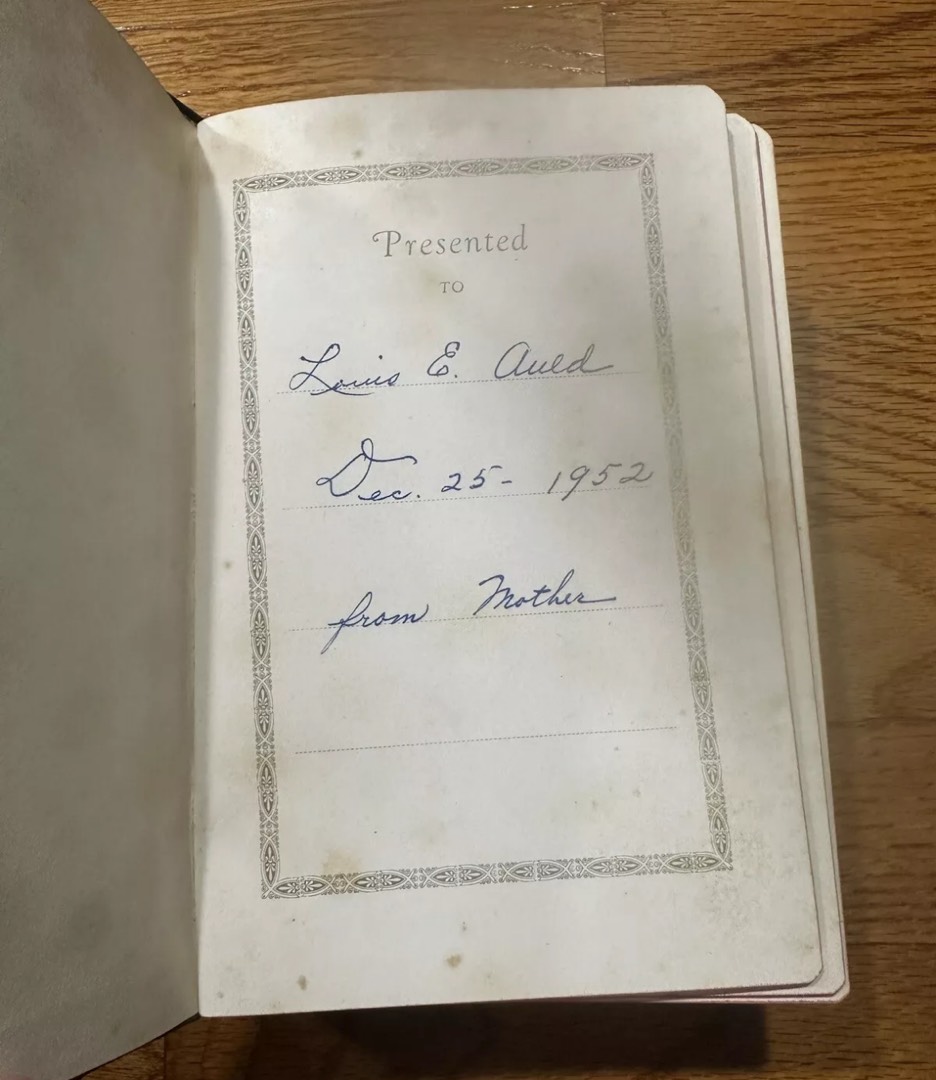 Presented
TO
Louis E. Auld
Dec. 25- 1952
from Mother